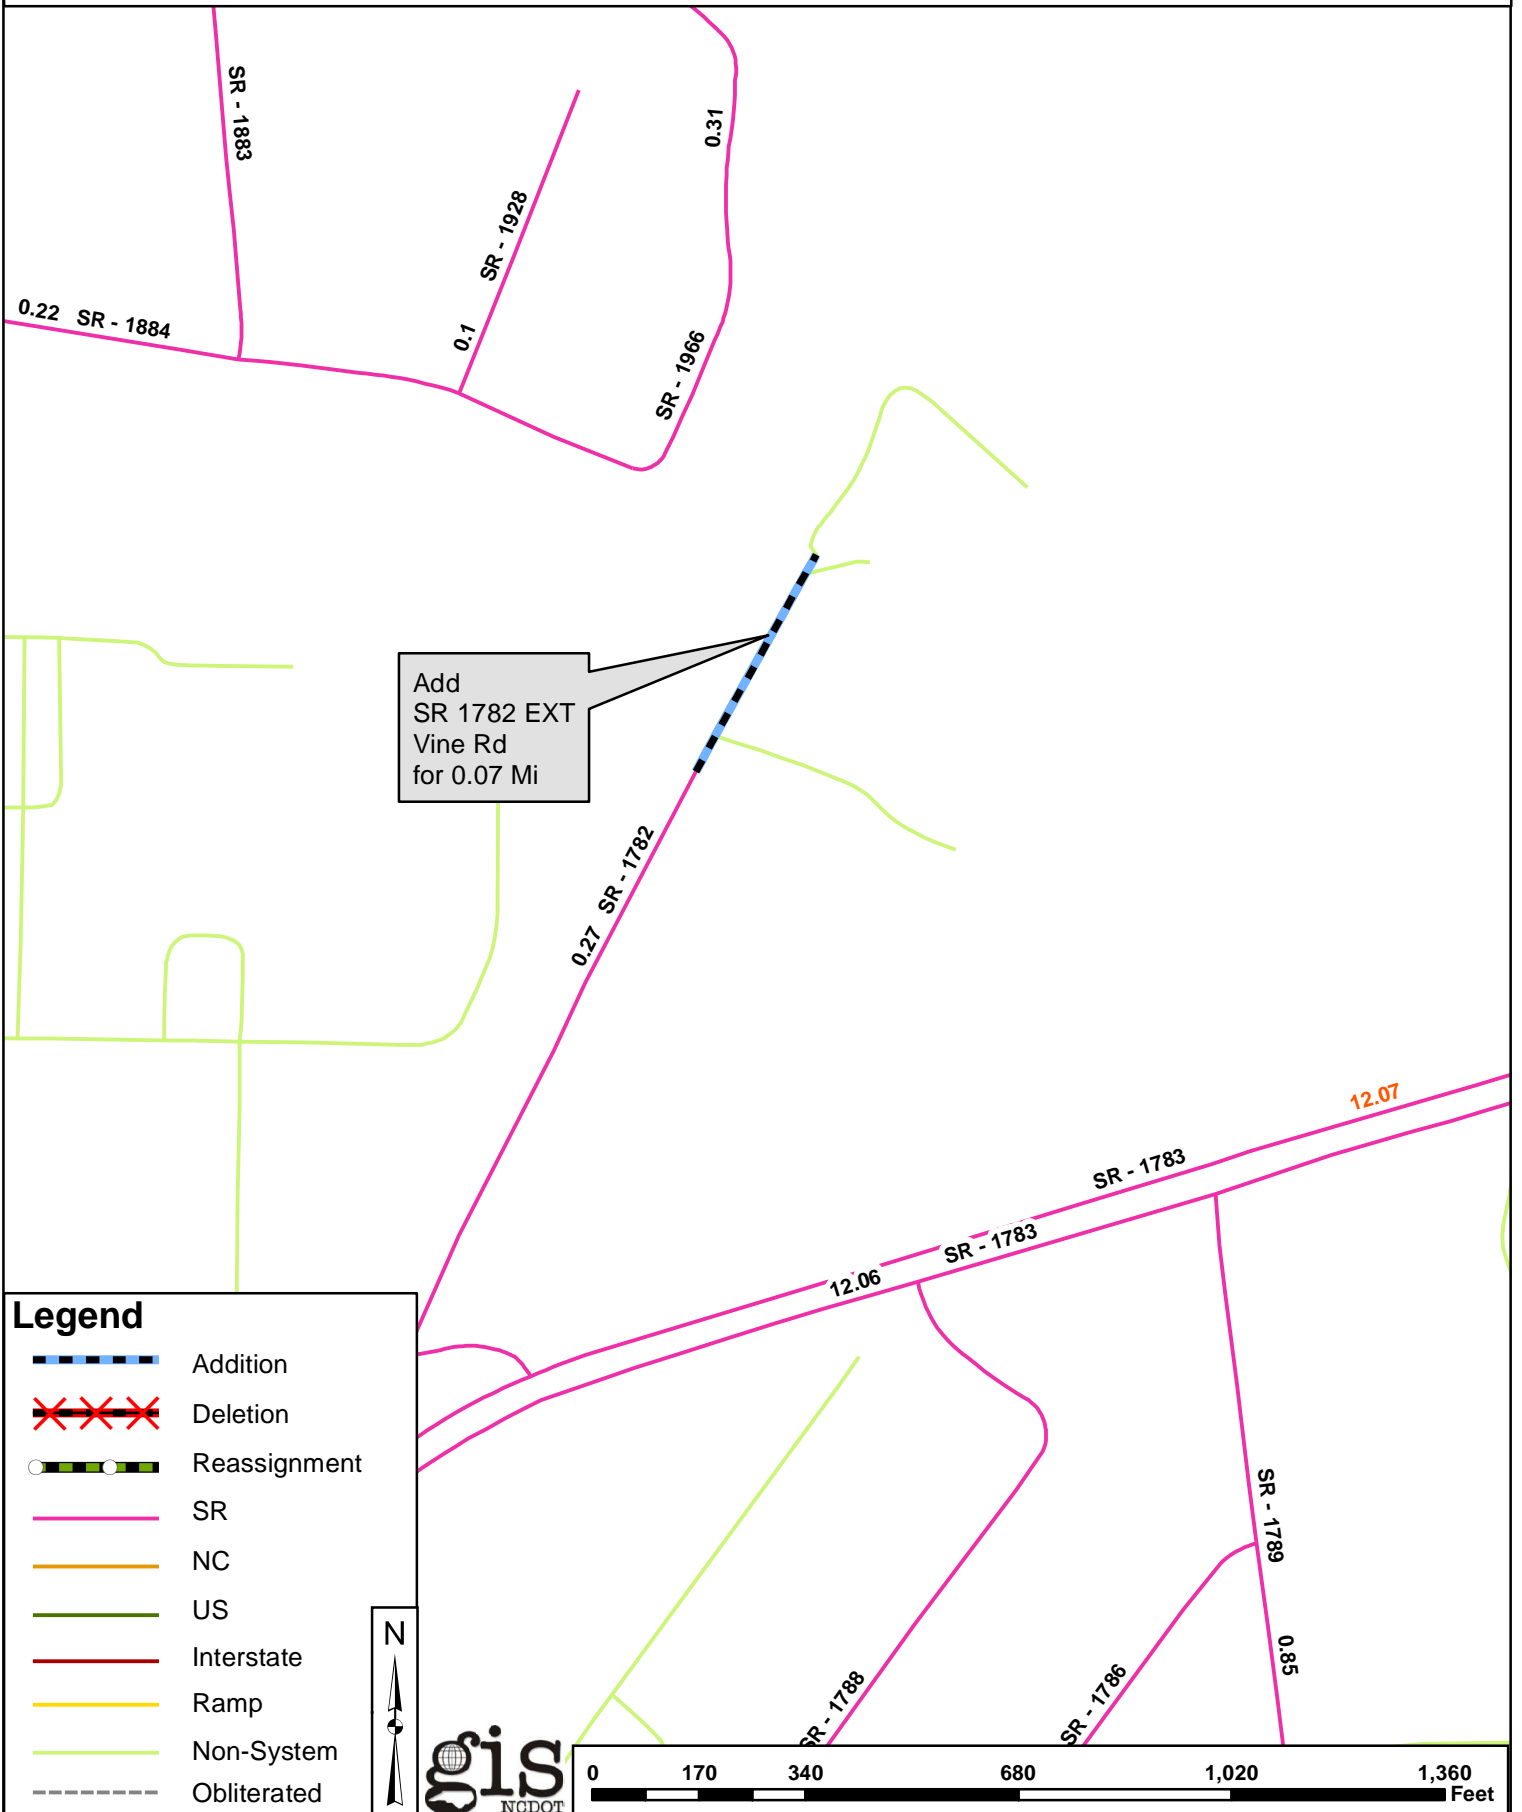 SR - 1883
0.31
SR - 1928
0.22 SR - 1884
0.1
SR - 1966
Add
SR 1782 EXT
Vine Rd
for 0.07 Mi
0.27 SR - 1782
12.07
SR - 1783
SR - 1783
12.06
Legend
Addition
Deletion
Reassignment
SR
NC
US
Interstate
Ramp
Non-System
Obliterated
N
SR - 1789
0.85
SR - 1788
SR - 1786
gis
NCDOT
0 170 340 680 1,020 1,360
Feet